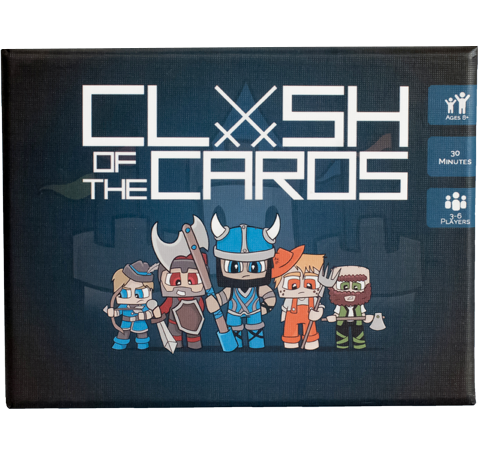 CLASH
OF
THE CARDS
AGES 8+
30
MINUTES
3-6
PLAYERS